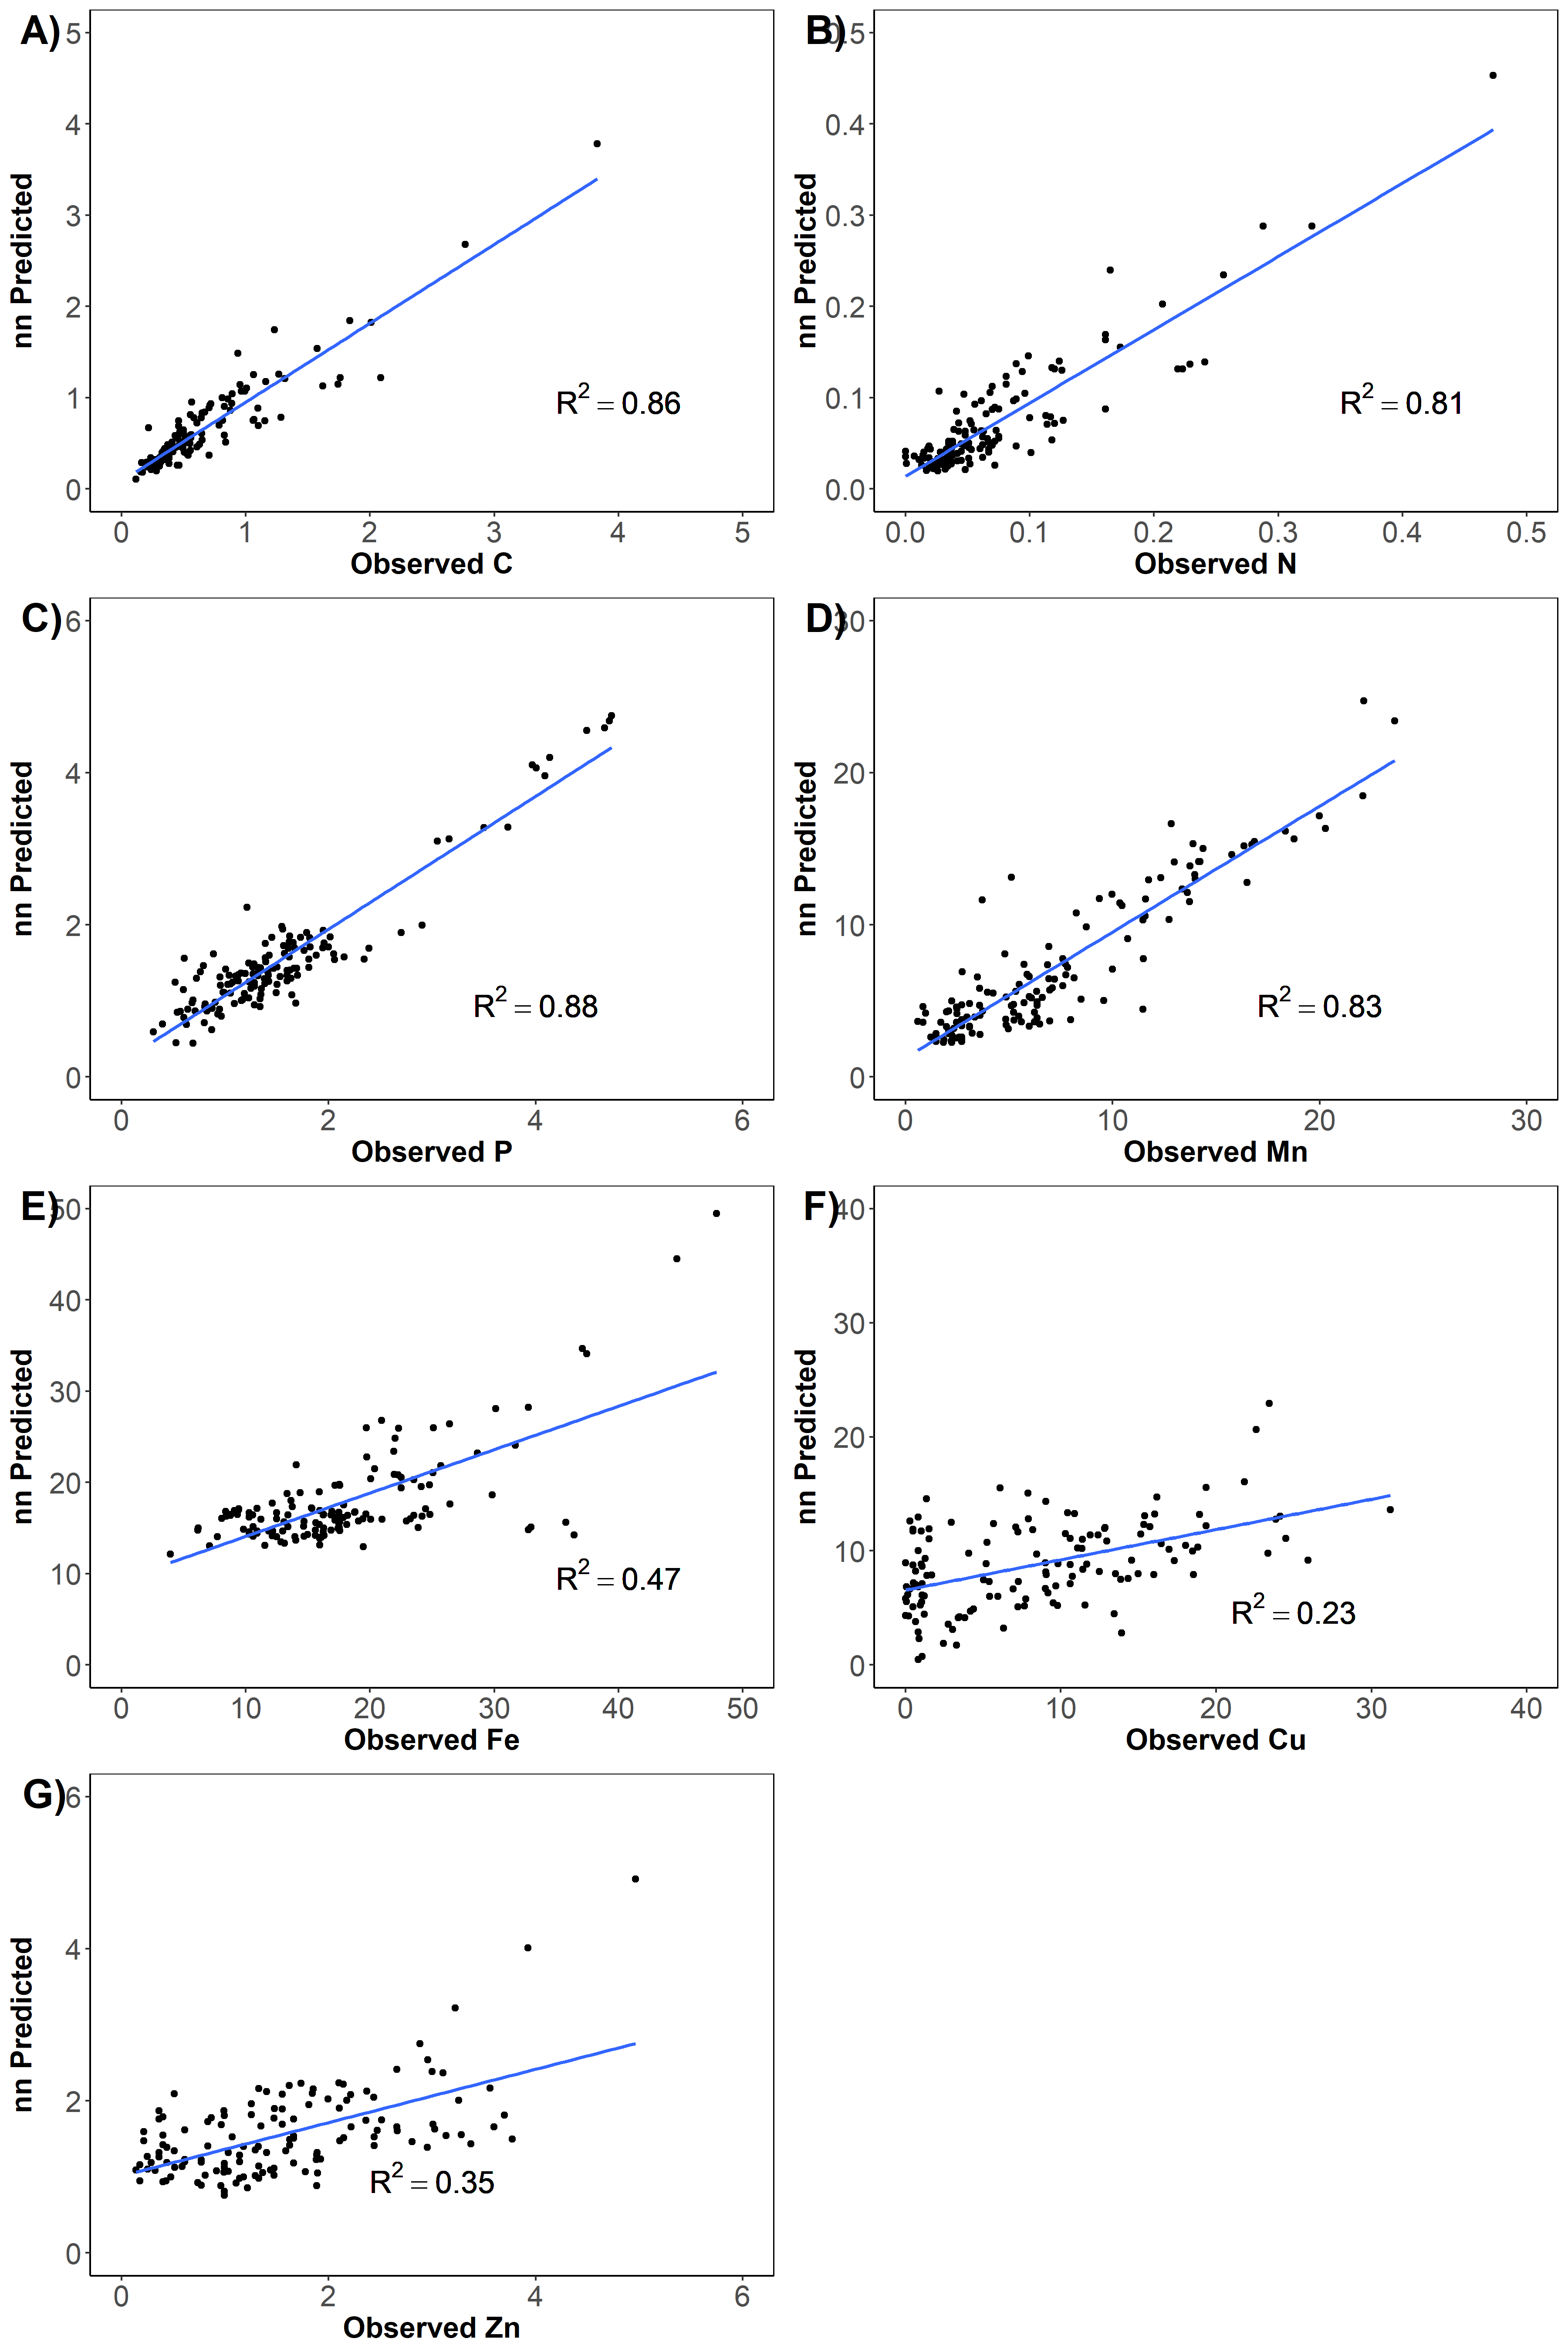 A)
5
4
3
2
1
0
nn Predicted
R² = 0.86
0 1 2 3 4 5
Observed C
B)
0.5
0.4
0.3
0.2
0.1
0.0
nn Predicted
R² = 0.81
0.0 0.1 0.2 0.3 0.4 0.5
Observed N
C)
6
4
2
0
nn Predicted
R² = 0.88
0 2 4 6
Observed P
D)
30
20
10
0
nn Predicted
R² = 0.83
0 10 20 30
Observed Mn
E)
50
40
30
20
10
0
nn Predicted
R² = 0.47
0 10 20 30 40 50
Observed Fe
F)
40
30
20
10
0
nn Predicted
R² = 0.23
0 10 20 30 40
Observed Cu
G)
6
4
2
0
nn Predicted
R² = 0.35
0 2 4 6
Observed Zn